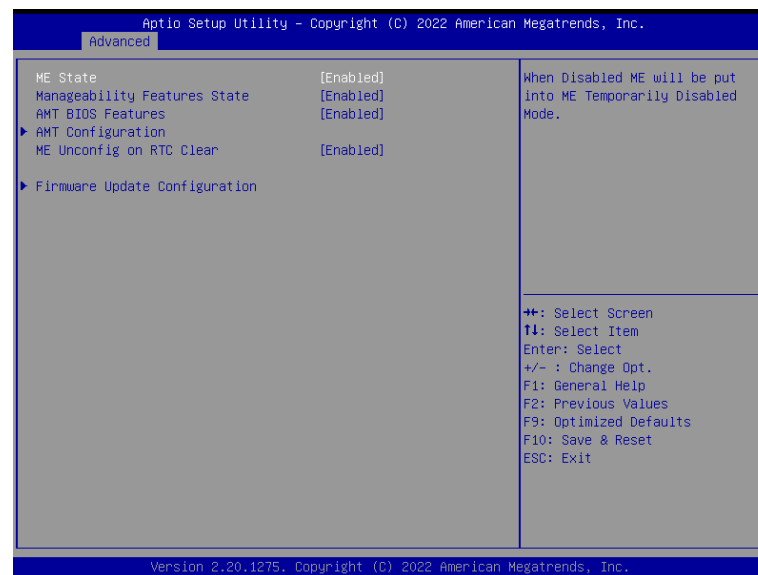 Aptio Setup Utility – Copyright (C) 2022 American Megatrends, Inc.
Advanced
ME State [Enabled]
Manageability Features State [Enabled]
AMT BIOS Features [Enabled]
AMT Configuration
ME Unconfig on RTC Clear [Enabled]
Firmware Update Configuration
When Disabled ME will be put
into ME Temporarily Disabled
Mode.
→←: Select Screen
↑↓: Select Item
Enter: Select
+/- : Change Opt.
F1: General Help
F2: Previous Values
F9: Optimized Defaults
F10: Save & Reset
ESC: Exit
Version 2.20.1275. Copyright (C) 2022 American Megatrends, Inc.